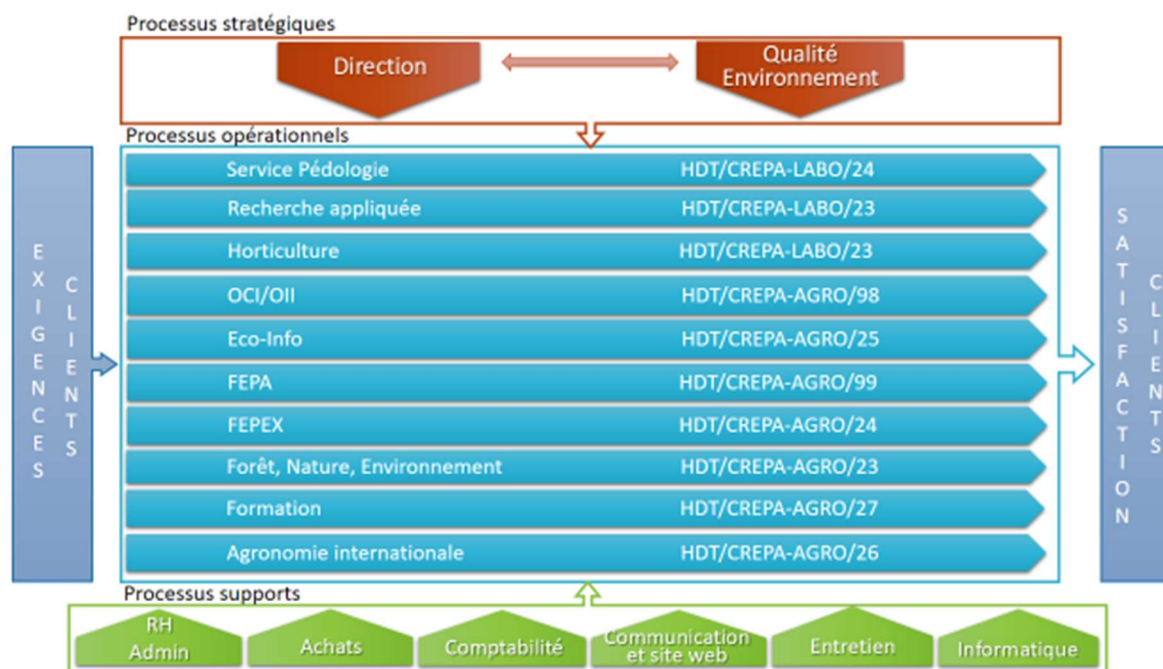 Processus stratégiques
Direction
Qualité
Environnement
Processus opérationnels
EXIGENCES
CLIENTS
Service Pédologie HDT/CREPA-LABO/24
Recherche appliquée HDT/CREPA-LABO/23
Horticulture HDT/CREPA-LABO/23
OCI/OII HDT/CREPA-AGRO/98
Eco-Info HDT/CREPA-AGRO/25
FEPA HDT/CREPA-AGRO/99
FEPEX HDT/CREPA-AGRO/24
Forêt, Nature, Environnement HDT/CREPA-AGRO/23
Formation HDT/CREPA-AGRO/27
Agronomie internationale HDT/CREPA-AGRO/26
SATISFACTION
CLIENTS
Processus supports
RH
Admin
Achats
Comptabilité
Communication
et site web
Entretien
Informatique